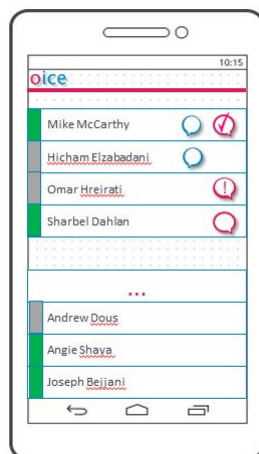 10:15
oice
Mike McCarthy
Hicham Elzabadani
Omar Hreirati
!
Sharbel Dahlan
...
Andrew Dous
Angie Shaya
Joseph Bejjani